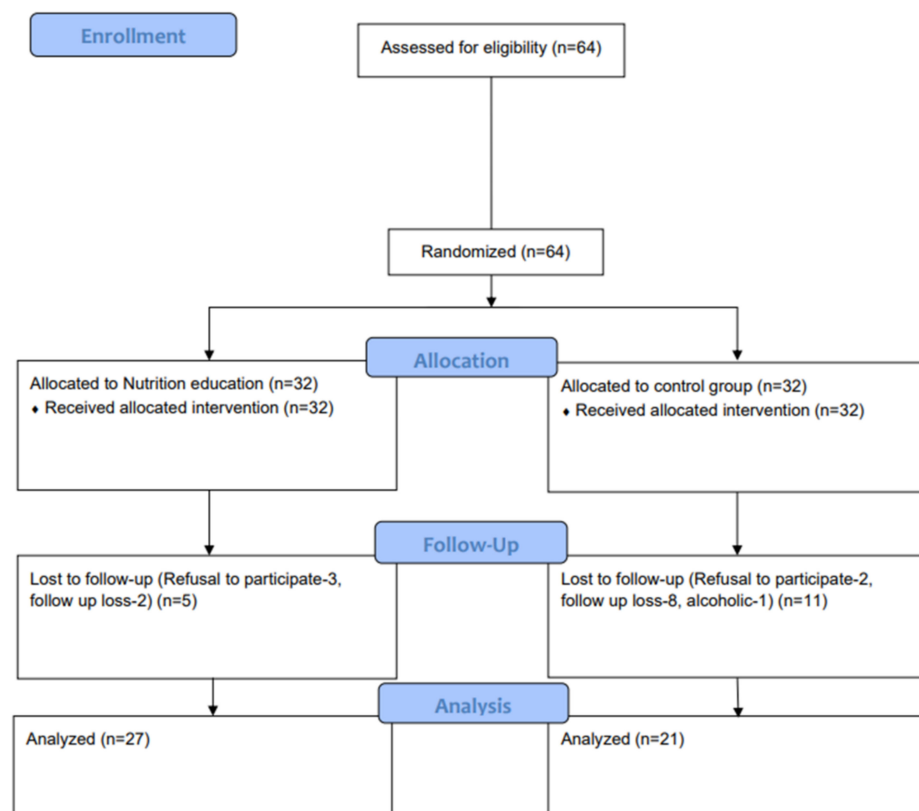 Enrollment
Assessed for eligibility (n=64)
Randomized (n=64)
Allocation
Allocated to Nutrition education (n=32)
♦ Received allocated intervention (n=32)
Allocated to control group (n=32)
♦ Received allocated intervention (n=32)
Follow-Up
Lost to follow-up (Refusal to participate-3,
follow up loss-2) (n=5)
Lost to follow-up (Refusal to participate-2,
follow up loss-8, alcoholic-1) (n=11)
Analysis
Analyzed (n=27)
Analyzed (n=21)